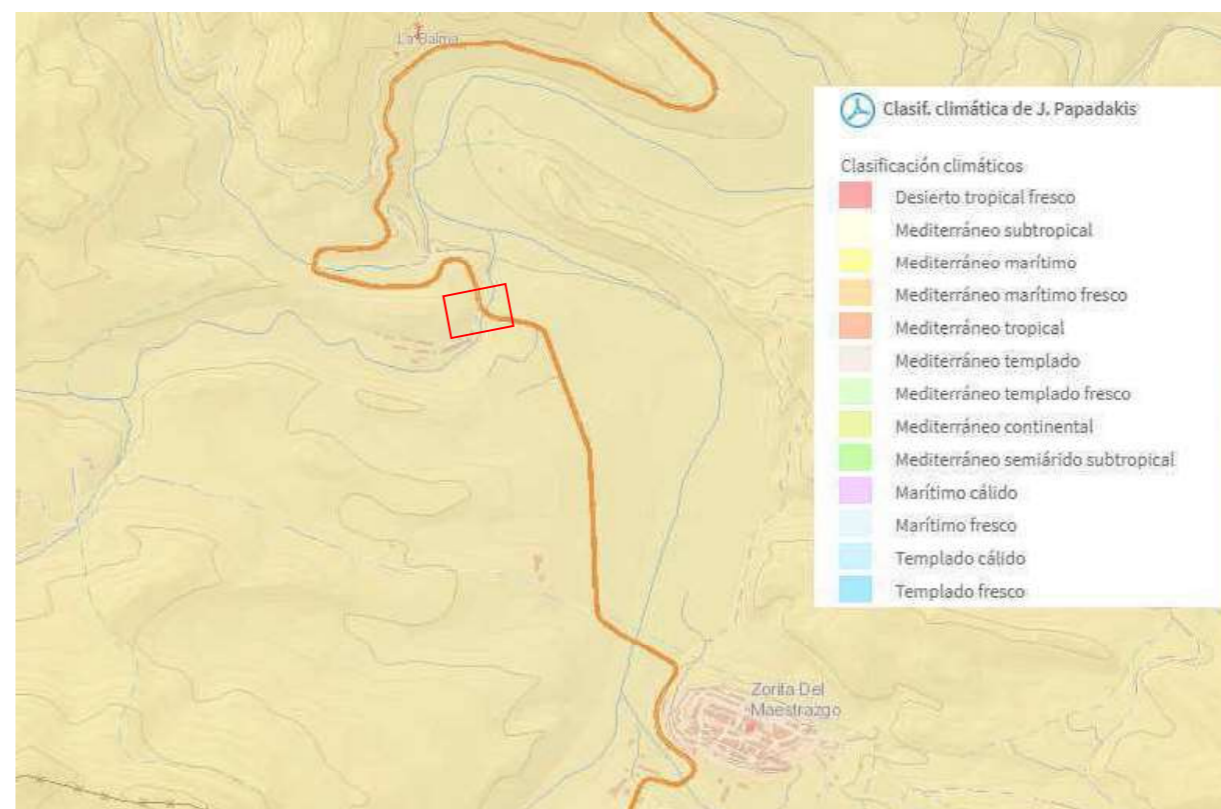 La Balma
Clasif. climática de J. Papadakis
Clasificación climáticos
Desierto tropical fresco
Mediterráneo subtropical
Mediterráneo marítimo
Mediterráneo marítimo fresco
Mediterráneo tropical
Mediterráneo templado
Mediterráneo templado fresco
Mediterráneo continental
Mediterráneo semiárido subtropical
Marítimo cálido
Marítimo fresco
Templado cálido
Templado fresco
Zorita Del
Maestrazgo